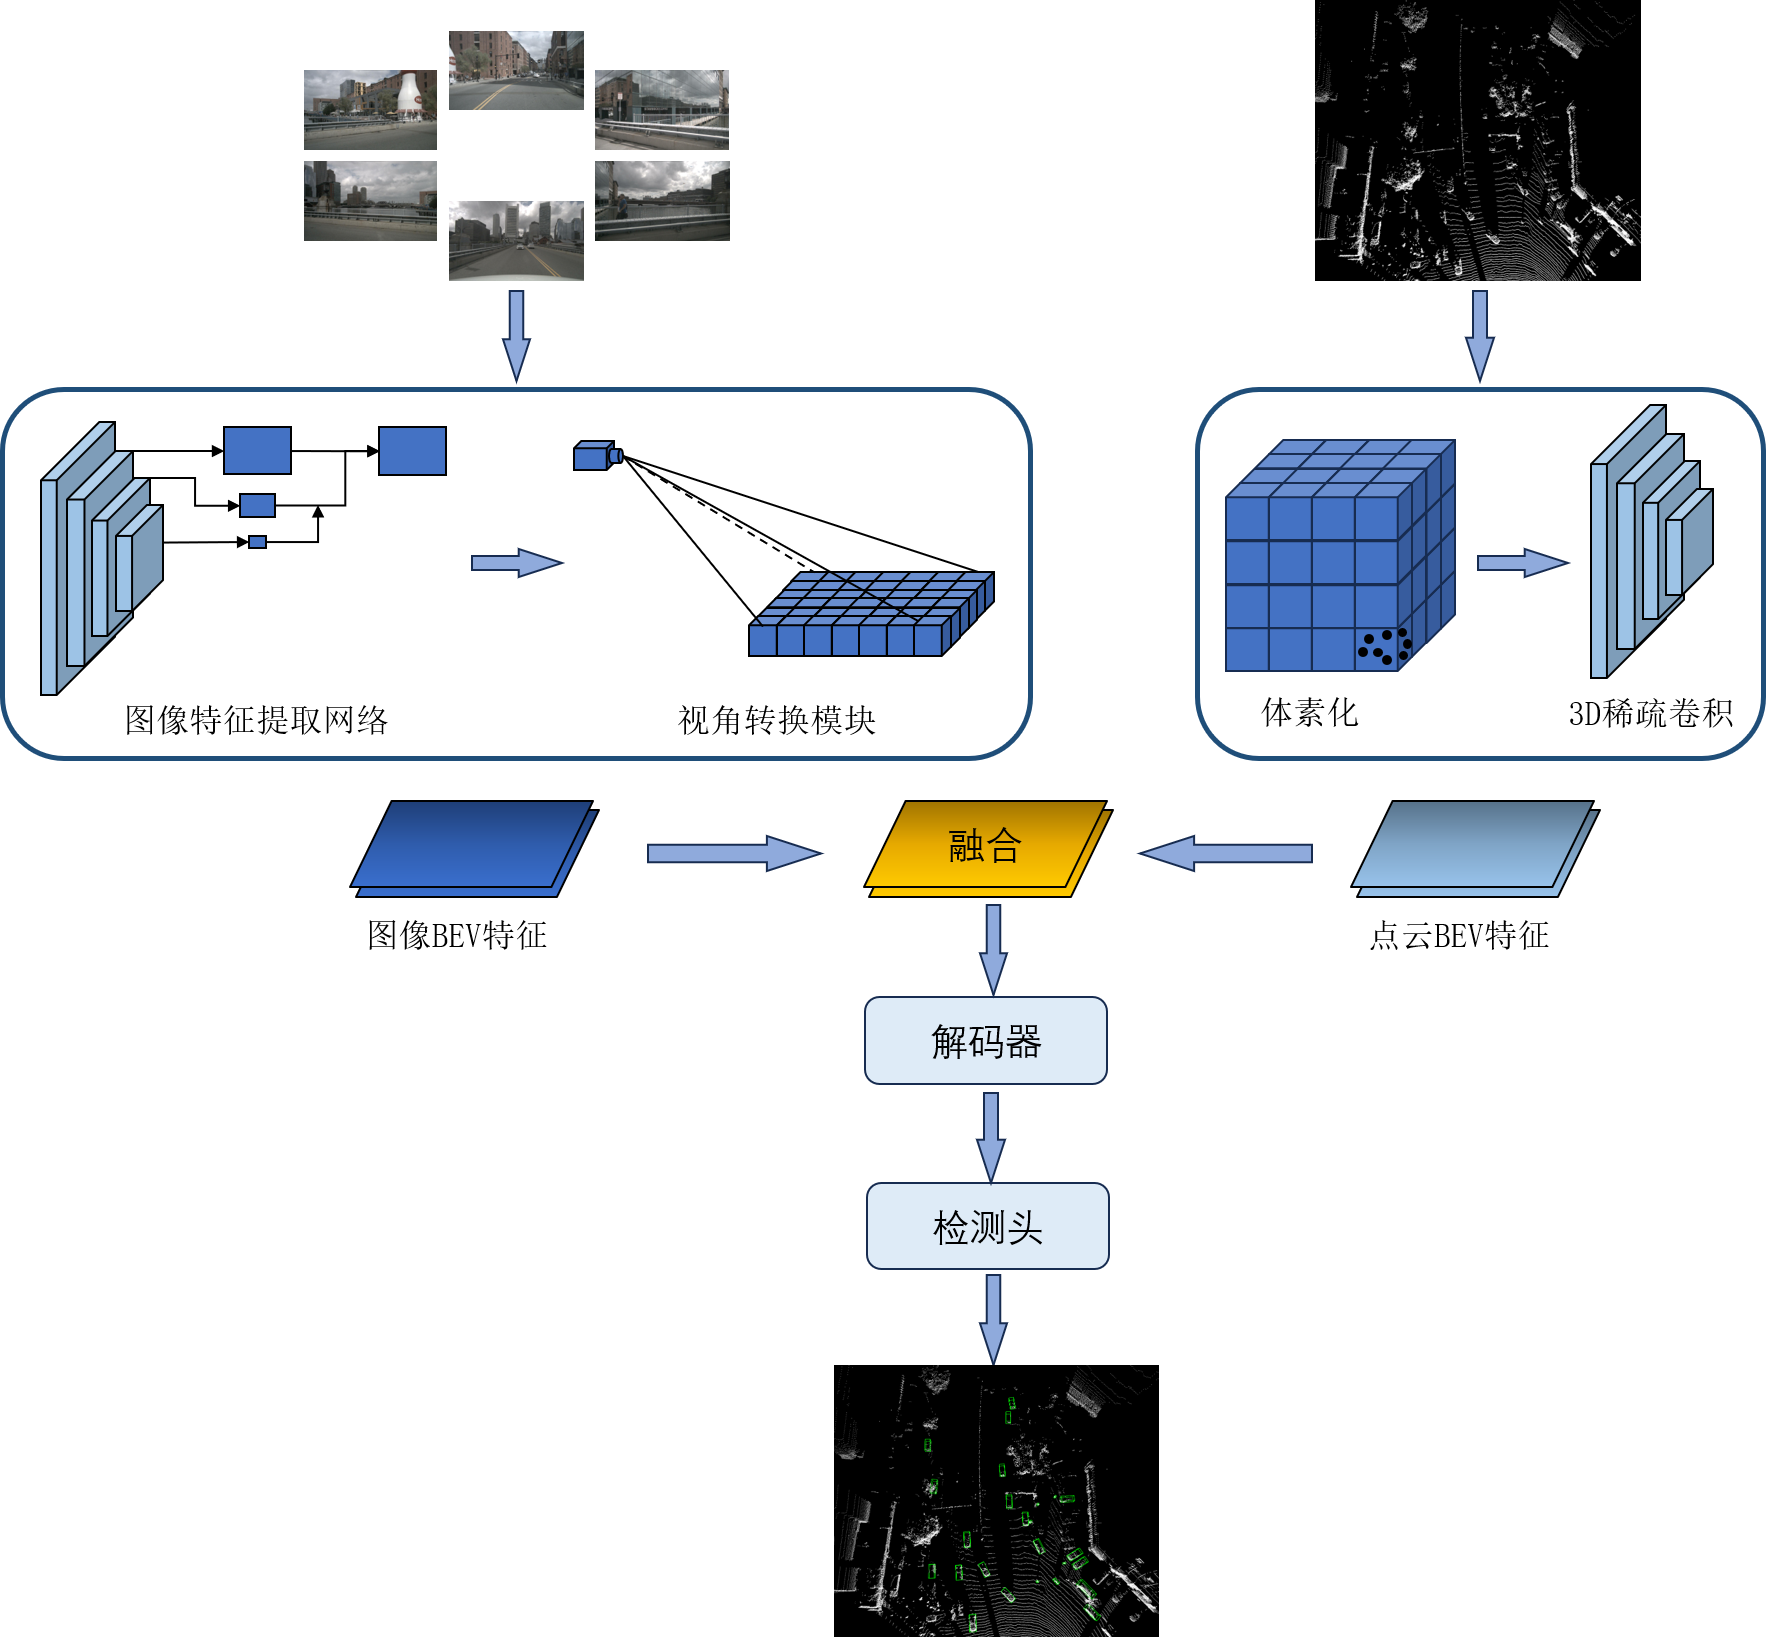 图像特征提取网络
视角转换模块
体素化
3D稀疏卷积
融合
图像BEV特征
点云BEV特征
解码器
检测头